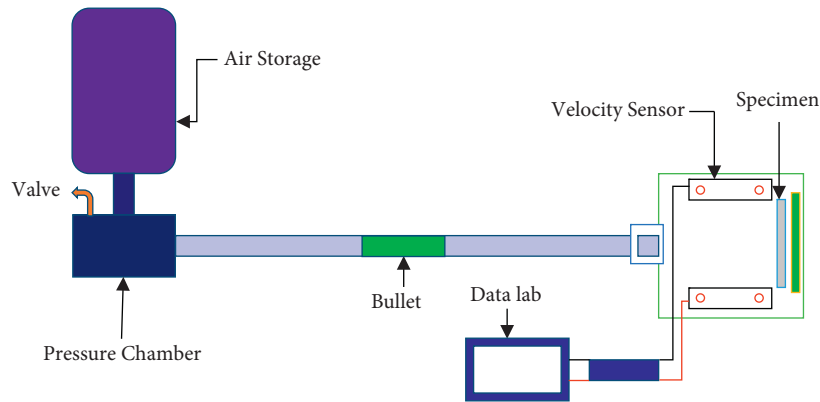 Air Storage
Velocity Sensor
Specimen
Valve
Bullet
Data lab
Pressure Chamber